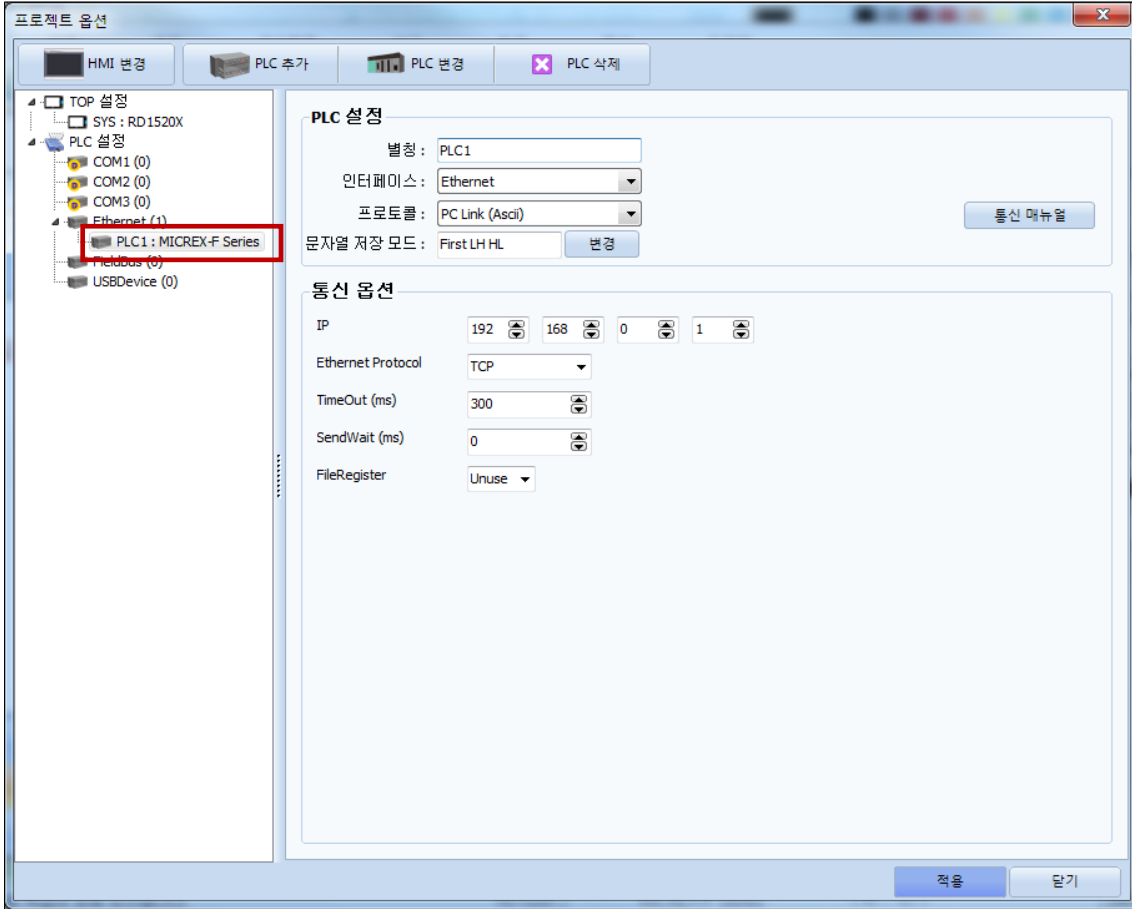 프로젝트 옵션
HMI 변경
PLC 추가
PLC 변경
PLC 삭제
TOP 설정
SYS : RD1520X
PLC 설정
COM1 (0)
COM2 (0)
COM3 (0)
Ethernet (1)
PLC1 : MICREX-F Series
FieldBus (0)
USBDevice (0)
PLC 설정
별칭 : PLC1
인터페이스 : Ethernet
프로토콜 : PC Link (Ascii)
통신 매뉴얼
문자열 저장 모드 : First LH HL 변경
통신 옵션
IP 192 168 0 1
Ethernet Protocol TCP
TimeOut (ms) 300
SendWait (ms) 0
FileRegister Unuse
적용
닫기